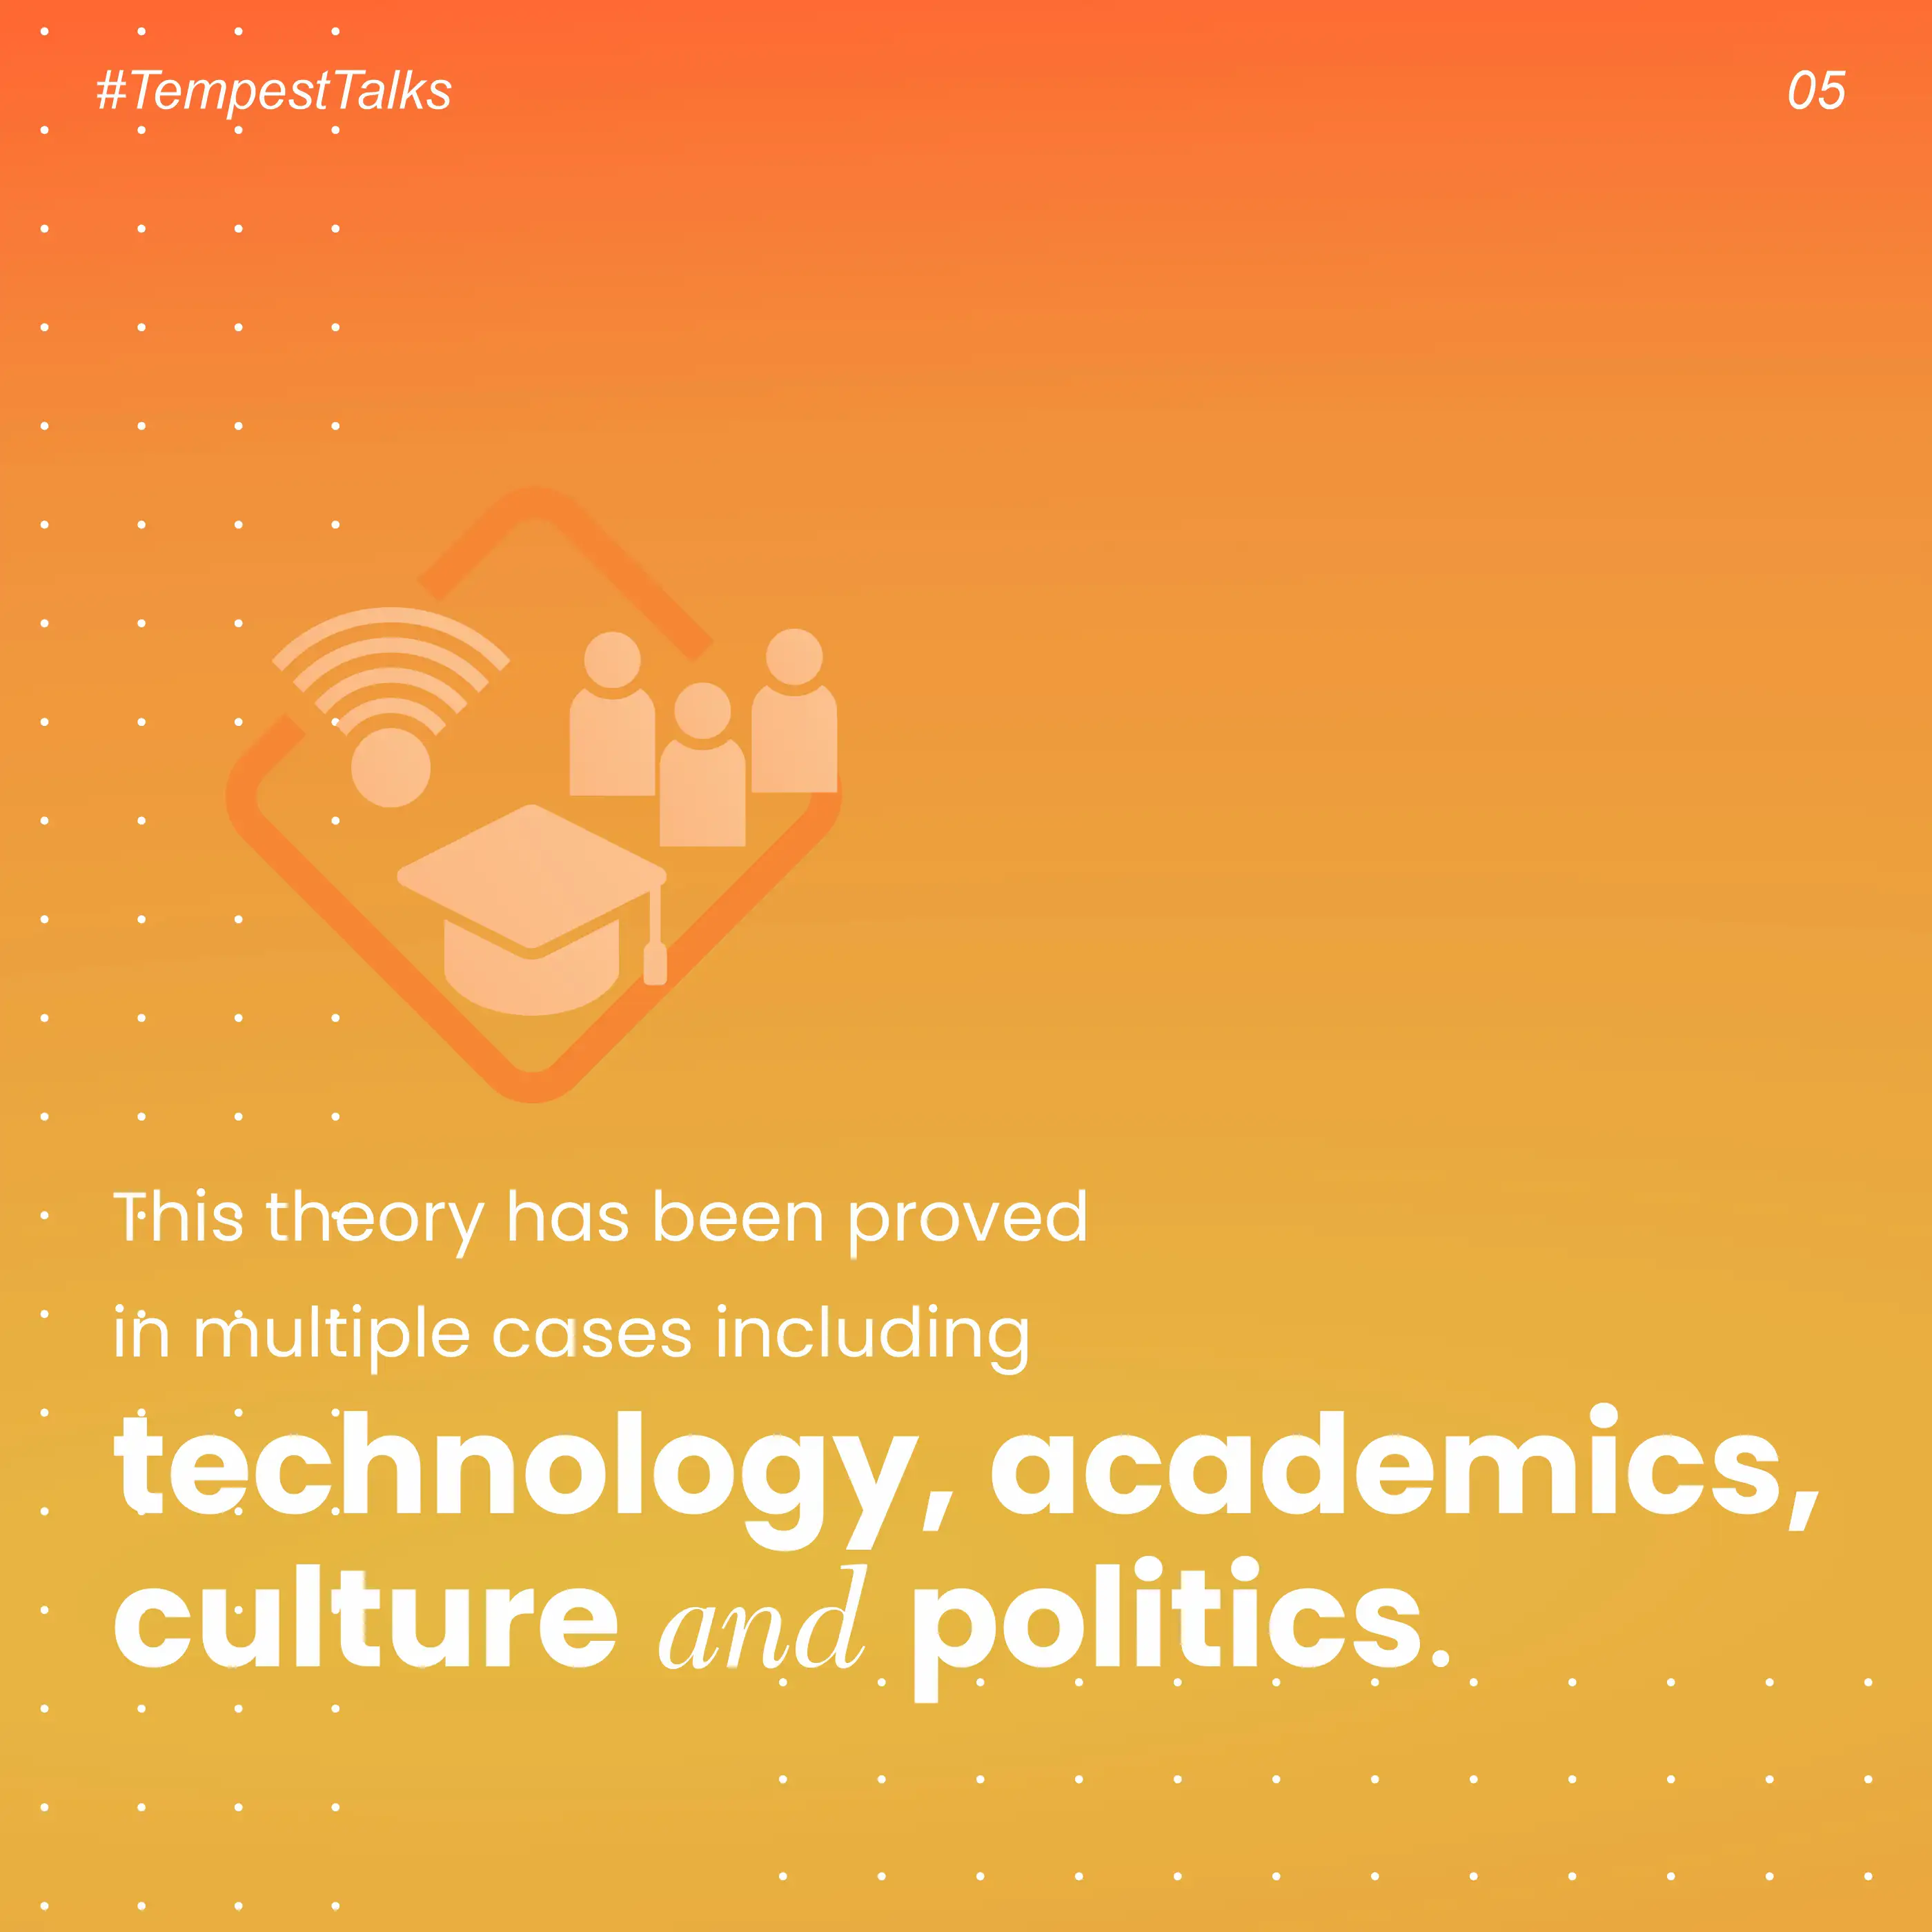 #TempestTalks
05
This theory has been proved
in multiple cases including
technology, academics,
culture and politics.